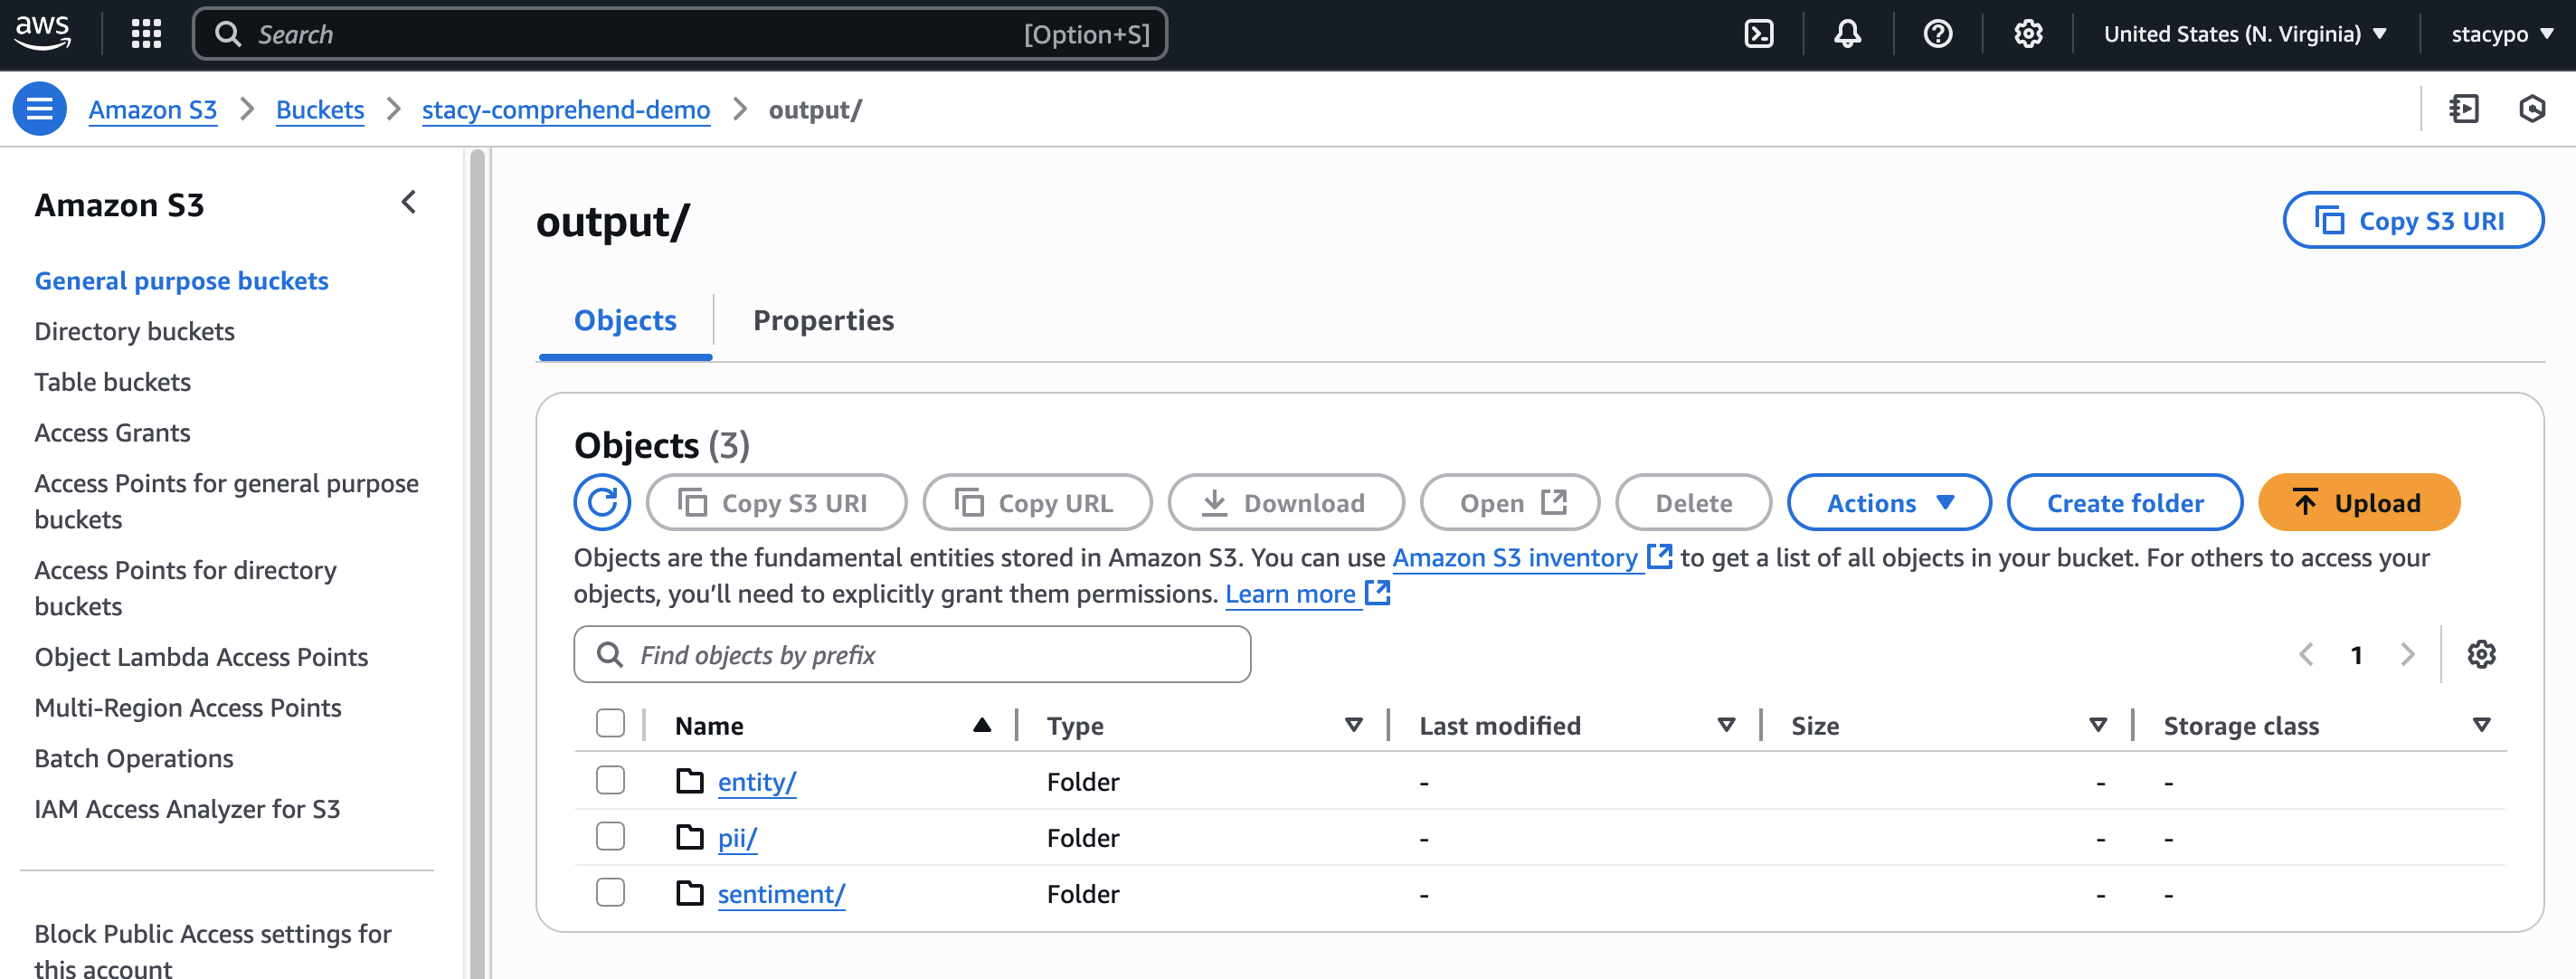 aws
Search
[Option+S]
United States (N. Virginia)
stacypo
Amazon S3
Buckets
stacy-comprehend-demo
output/
Amazon S3
General purpose buckets
Directory buckets
Table buckets
Access Grants
Access Points for general purpose
buckets
Access Points for directory
buckets
Object Lambda Access Points
Multi-Region Access Points
Batch Operations
IAM Access Analyzer for S3
Block Public Access settings for
this account
output/
Copy S3 URI
Objects
Properties
Objects (3)
Copy S3 URI
Copy URL
Download
Open
Delete
Actions
Create folder
Upload
Objects are the fundamental entities stored in Amazon S3. You can use Amazon S3 inventory to get a list of all objects in your bucket. For others to access your
objects, you’ll need to explicitly grant them permissions. Learn more
Find objects by prefix
1
Name Type Last modified Size Storage class
entity/ Folder - - -
pii/ Folder - - -
sentiment/ Folder - - -